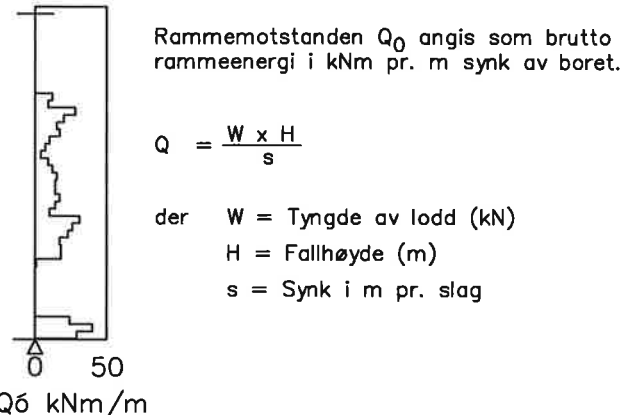 Rammemotstanden Q₀ angis som brutto
rammeenergi i kNm pr. m synk av boret.
Q = W x H / s
der W = Tyngde av lodd (kN)
H = Fallhøyde (m)
s = Synk i m pr. slag
0 50
Qó kNm/m